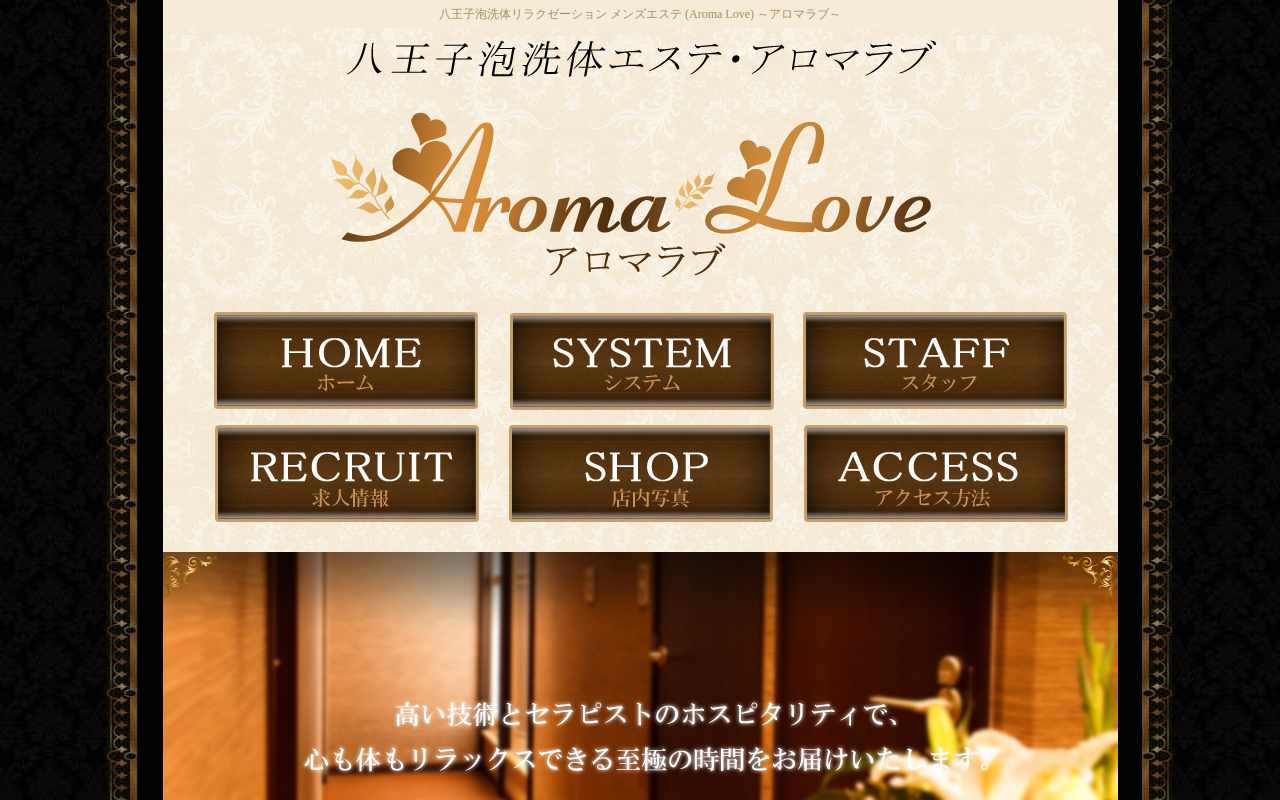 八王子泡洗体リラクゼーション メンズエステ (Aroma Love) ～アロマラブ～
八王子泡洗体エステ・アロマラブ
Aroma Love
アロマラブ
HOME
ホーム
SYSTEM
システム
STAFF
スタッフ
RECRUIT
求人情報
SHOP
店内写真
ACCESS
アクセス方法
高い技術とセラピストのホスピタリティで、
心も体もリラックスできる至極の時間をお届けいたします。